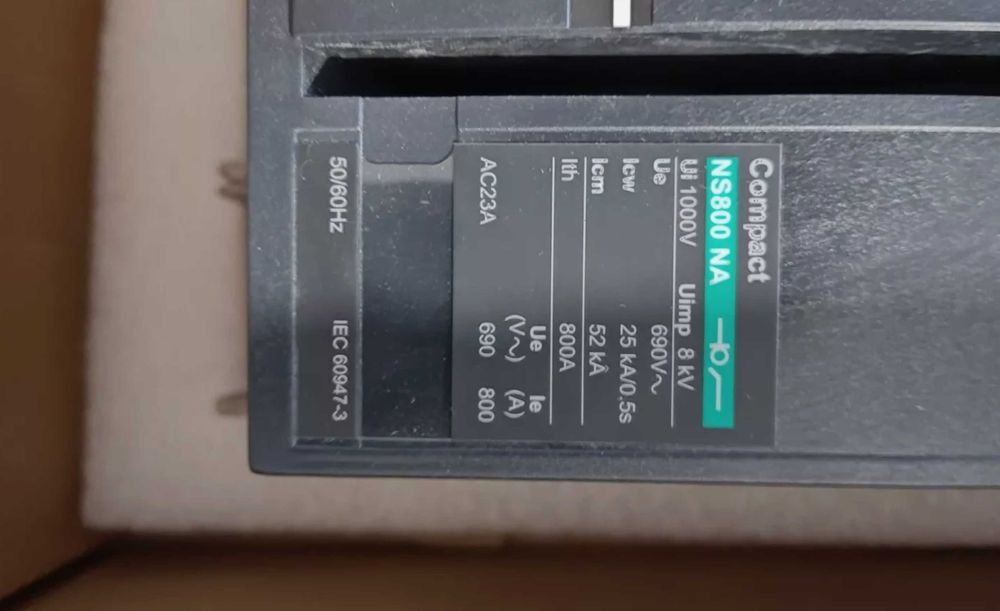 Compact
NS800 NA
Ui 1000V Uimp 8 kV
Ue 690V~
Icw 25 kA/0,5s
Icm 52 kÂ
Ith 800A
Ue Ie
(V~) (A)
AC23A 690 800
50/60Hz IEC 60947-3